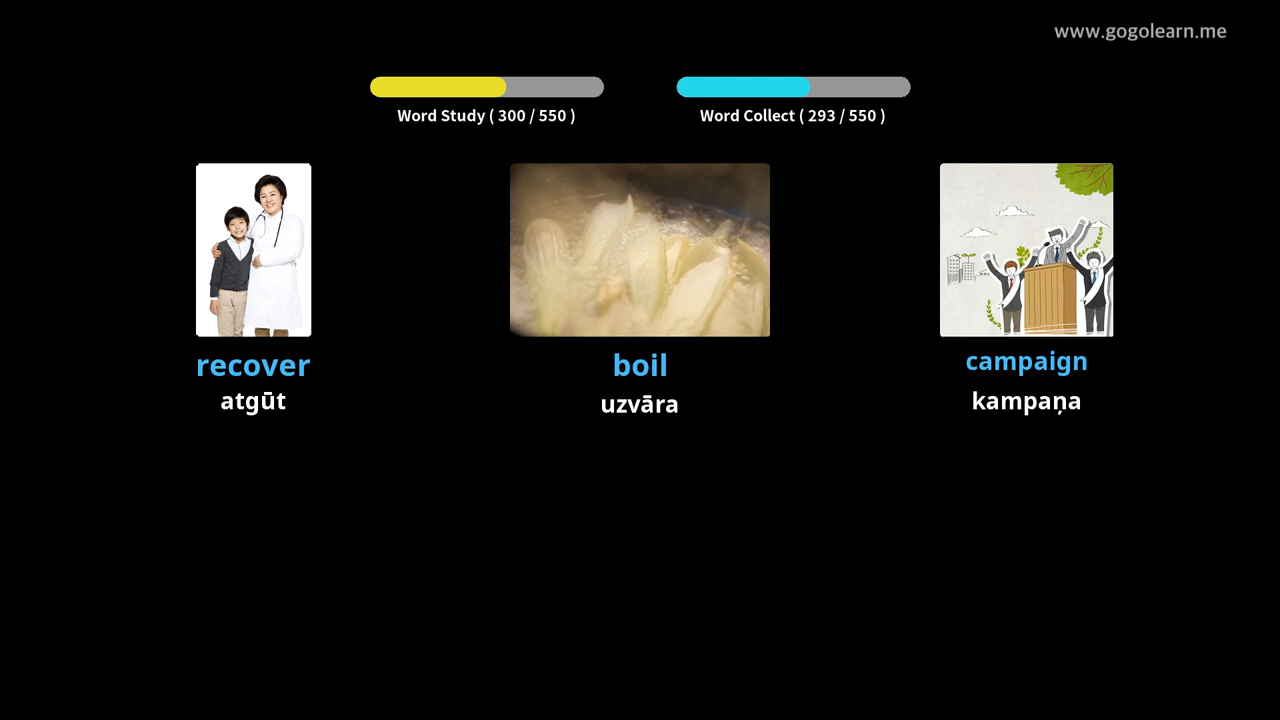 www.gogolearn.me
Word Study ( 300 / 550 )
Word Collect ( 293 / 550 )
recover
atgūt
boil
uzvāra
campaign
kampaņa